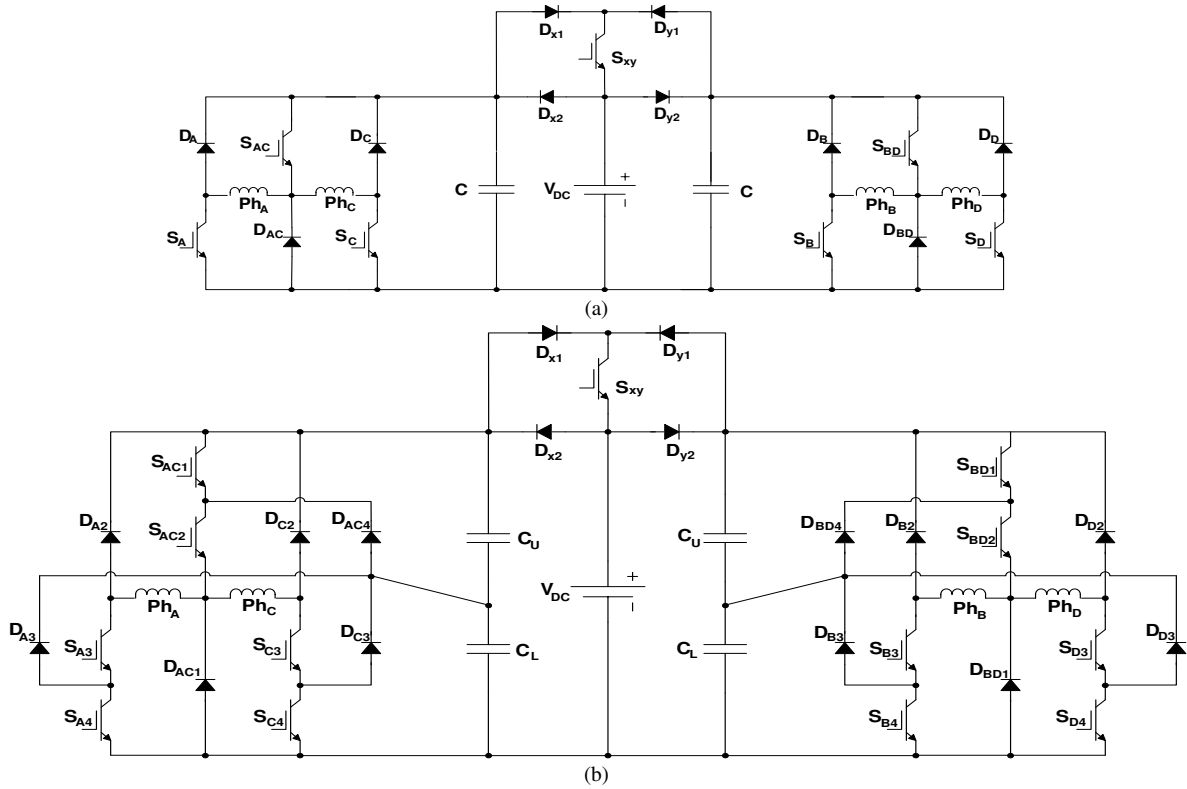 Dx1
Dy1
Sxy
Dx2
Dy2
DA
SAC
DC
DB
SBD
DD
PhA
PhC
C
VDC
+
–
C
PhB
PhD
SA
DAC
SC
SB
DBD
SD
(a)
Dx1
Dy1
Sxy
Dx2
Dy2
SAC1
SBD1
DA2
SAC2
DC2
DAC4
CU
CU
DBD4
DB2
SBD2
DD2
VDC
+
–
PhA
PhC
PhB
PhD
DA3
SA3
DAC1
SC3
DC3
CL
CL
DB3
SB3
DBD1
SD3
DD3
SA4
SC4
SB4
SD4
(b)